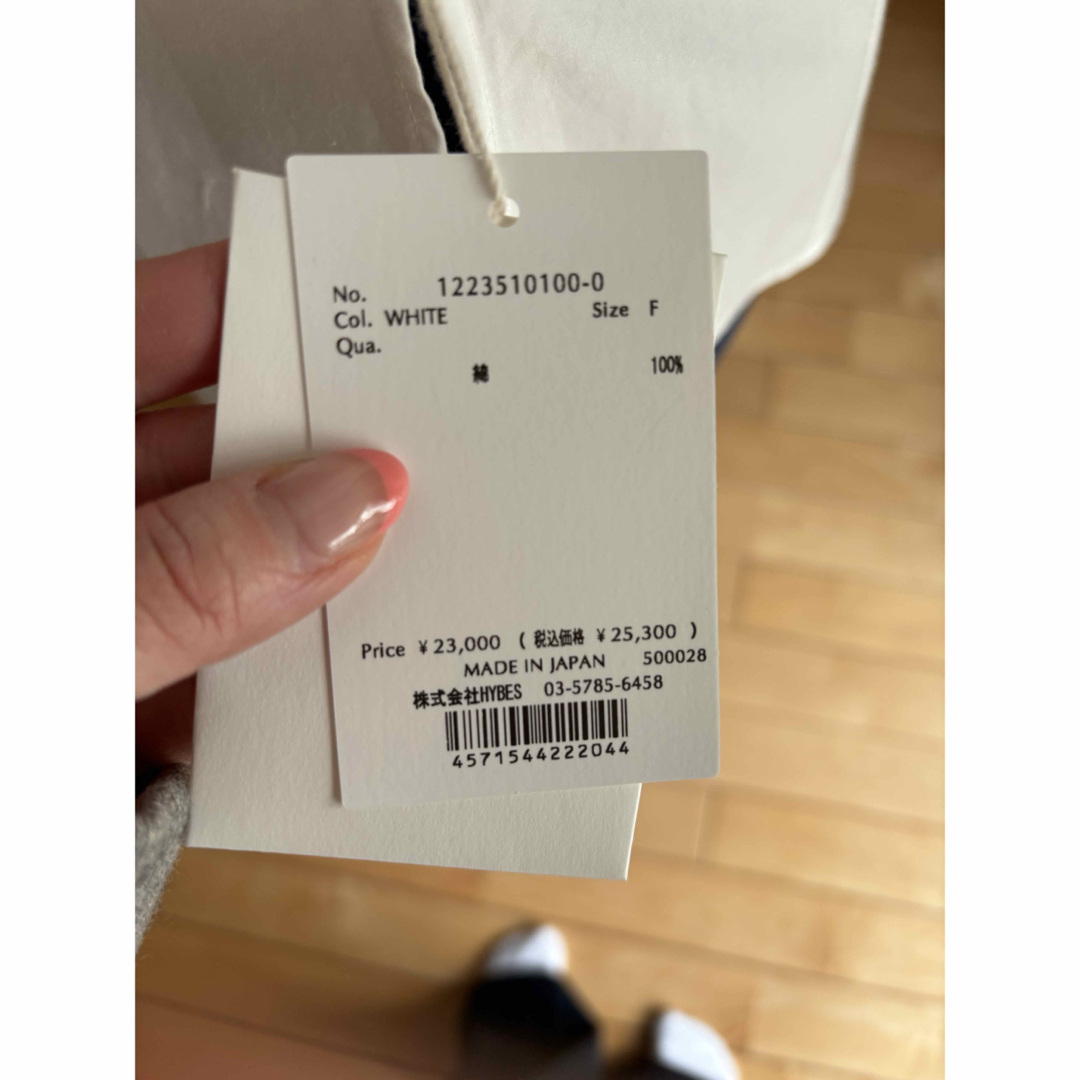 No. 1223510100-0
Col. WHITE Size F
Qua.
綿 100%
Price ¥23,000 ( 税込価格 ¥25,300 )
MADE IN JAPAN 500028
株式会社HYBES 03-5785-6458
4571544222044